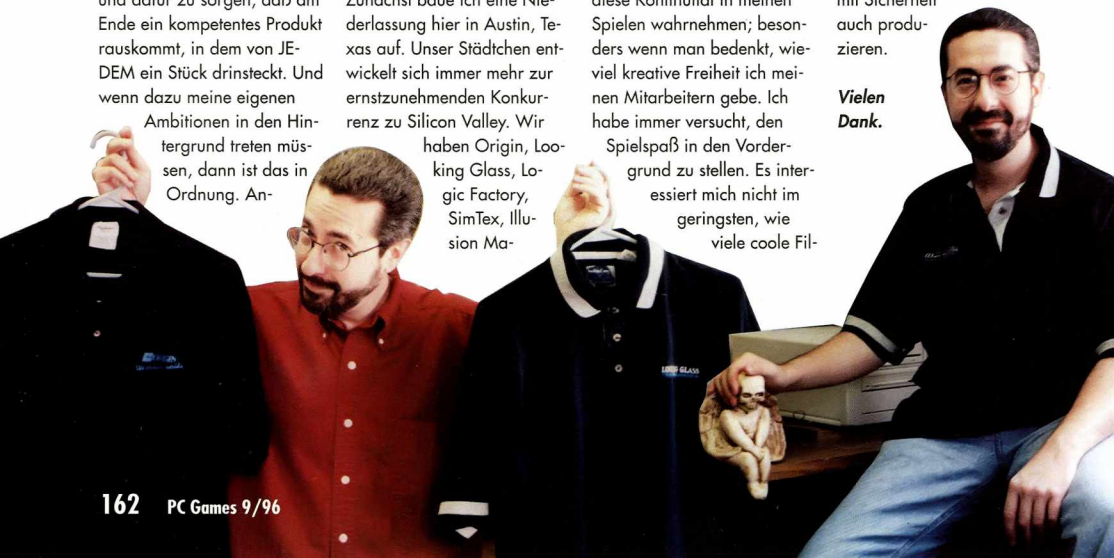 und dafür zu sorgen, daß am
Ende ein kompetentes Produkt
rauskommt, in dem von JE-
DEM ein Stück drinsteckt. Und
wenn dazu meine eigenen
Ambitionen in den Hin-
tergrund treten müs-
sen, dann ist das in
Ordnung. An-
Zunächst baue ich eine Nie-
derlassung hier in Austin, Te-
xas auf. Unser Städtchen ent-
wickelt sich immer mehr zur
ernstzunehmenden Konkur-
renz zu Silicon Valley. Wir
haben Origin, Loo-
king Glass, Lo-
gic Factory,
SimTex, Illu-
sion Ma-
diese Kontinuität in meinen
Spielen wahrnehmen; beson-
ders wenn man bedenkt, wie-
viel kreative Freiheit ich mei-
nen Mitarbeitern gebe. Ich
habe immer versucht, den
Spielspaß in den Vorder-
grund zu stellen. Es inter-
essiert mich nicht im
geringsten, wie
viele coole Fil-
mit Sicherheit
auch produ-
zieren.
Vielen
Dank.
GLASS
162 PC Games 9/96